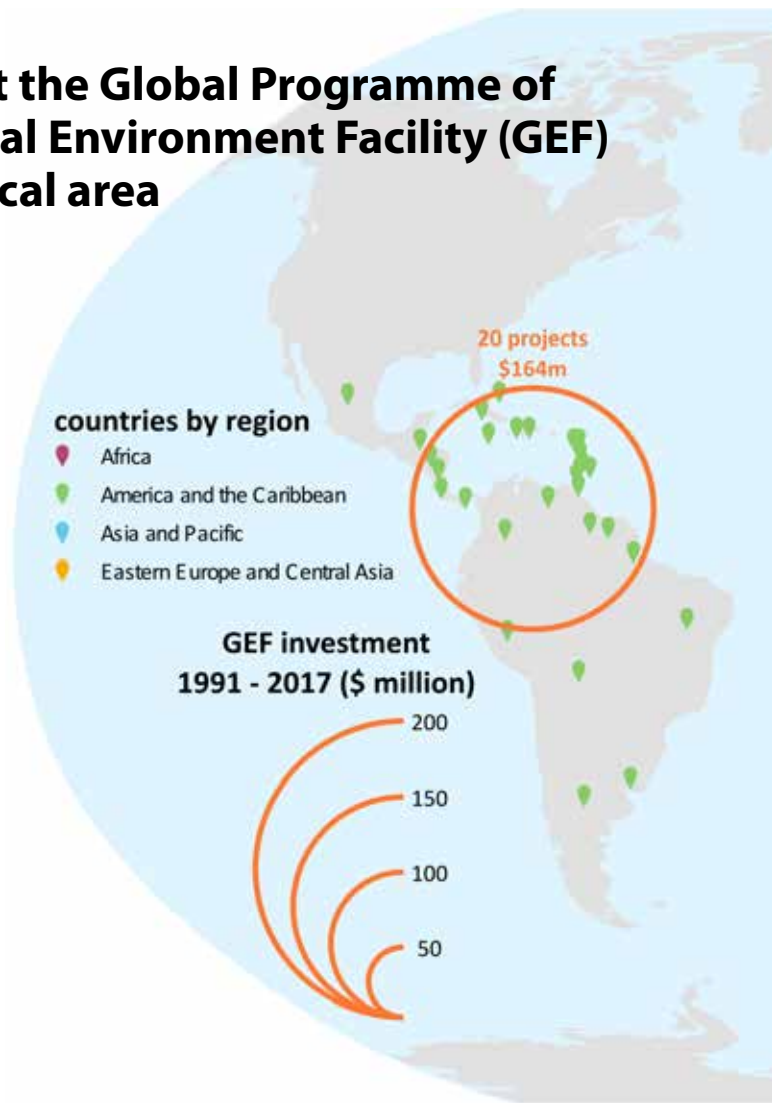 t the Global Programme of
al Environment Facility (GEF)
cal area
20 projects
$164m
countries by region
Africa
America and the Caribbean
Asia and Pacific
Eastern Europe and Central Asia
GEF investment
1991 - 2017 ($ million)
200
150
100
50